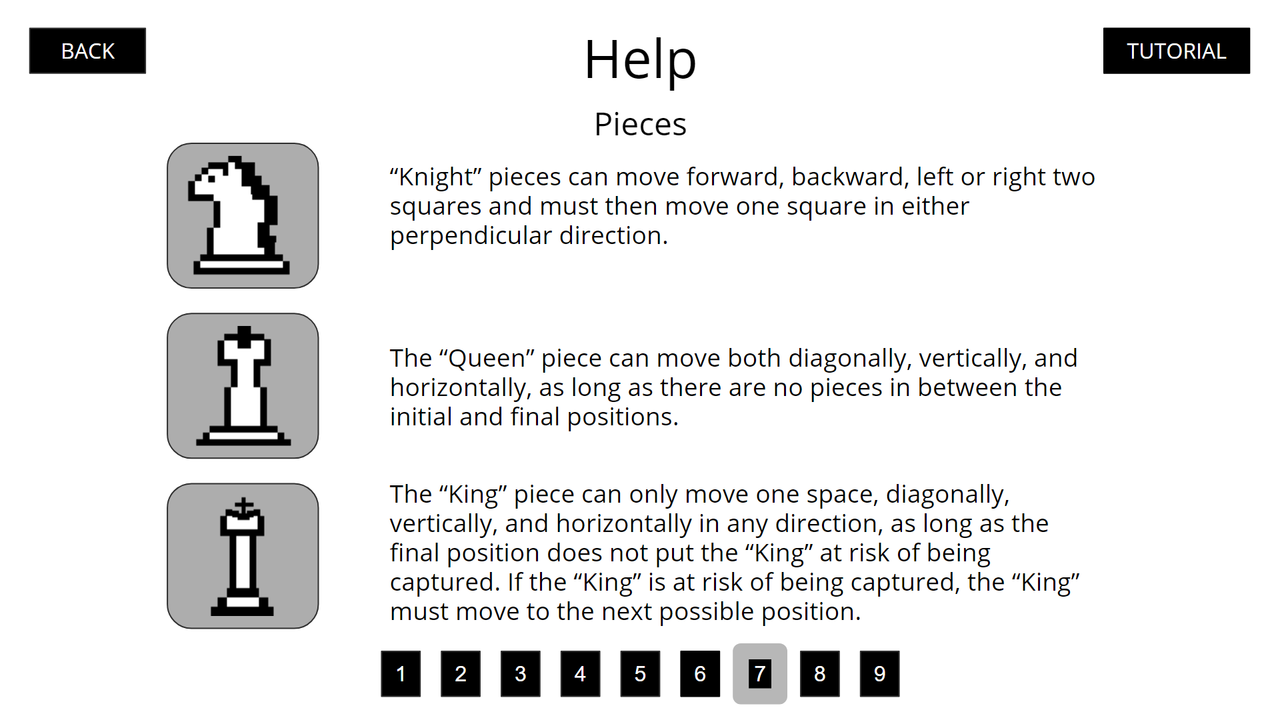 BACK
Help
TUTORIAL
Pieces
“Knight” pieces can move forward, backward, left or right two
squares and must then move one square in either
perpendicular direction.
The “Queen” piece can move both diagonally, vertically, and
horizontally, as long as there are no pieces in between the
initial and final positions.
The “King” piece can only move one space, diagonally,
vertically, and horizontally in any direction, as long as the
final position does not put the “King” at risk of being
captured. If the “King” is at risk of being captured, the “King”
must move to the next possible position.
1 2 3 4 5 6 7 8 9